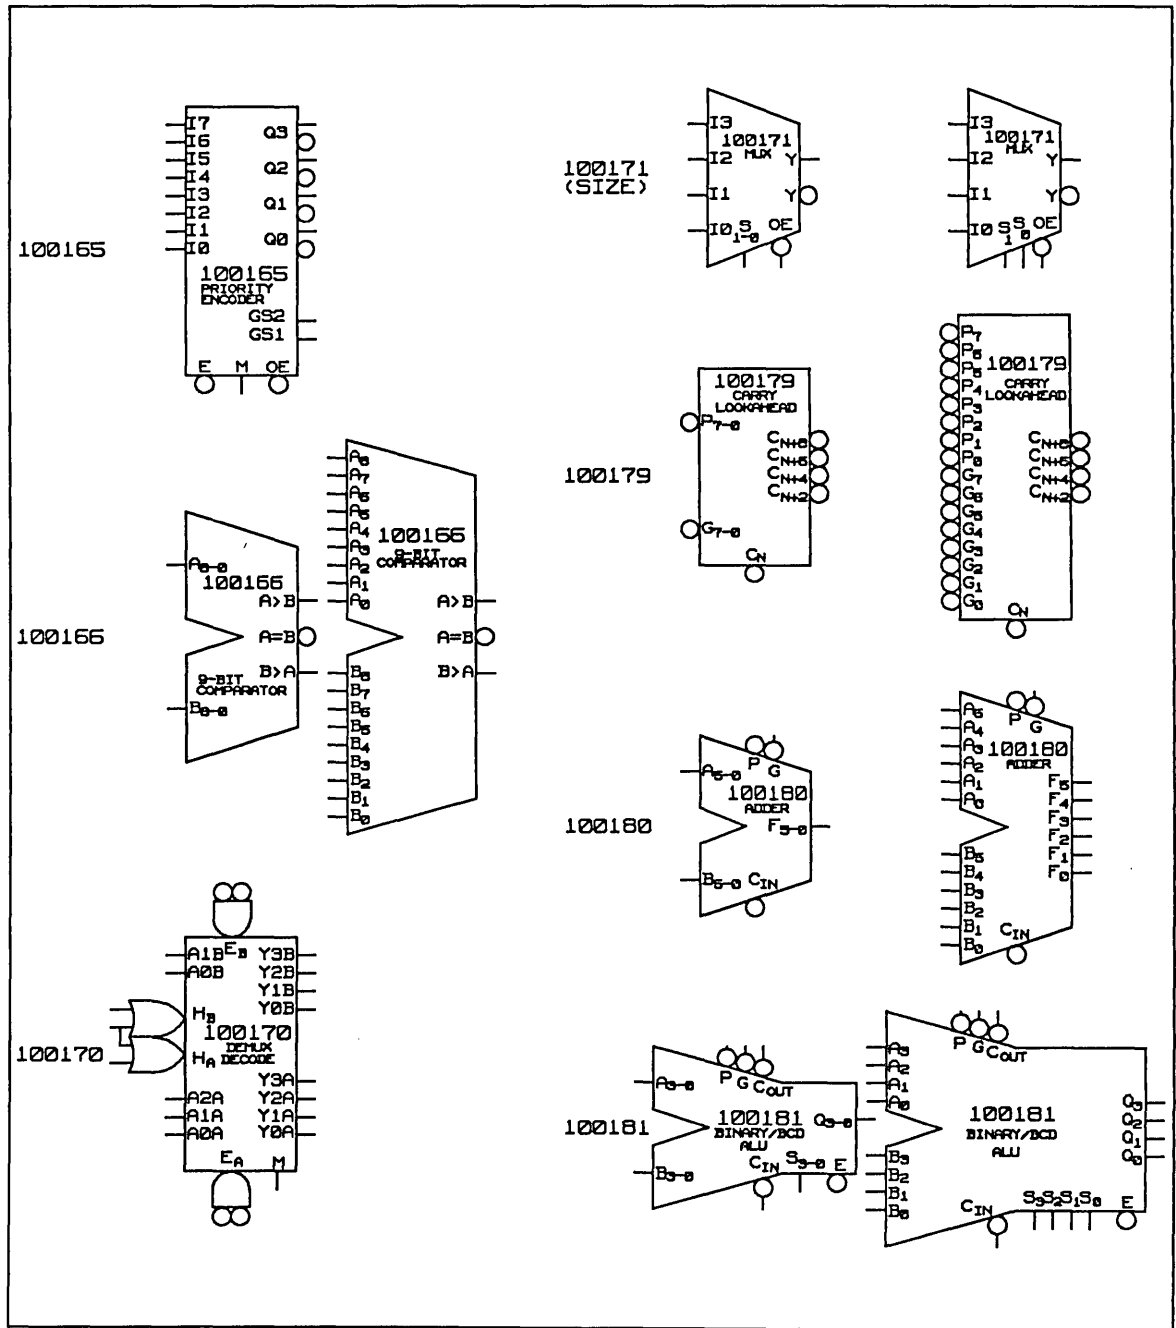 100165
I7
I6
I5
I4
I3
I2
I1
I0
Q3
Q2
Q1
Q0
100165
PRIORITY
ENCODER
GS2
GS1
E M OE
100166
A8-0
100166
A>B
A=B
B>A
9-BIT
COMPARATOR
B8-0
A8
A7
A6
A5
A4
A3
A2
A1
A0
100166
9-BIT
COMPARATOR
A>B
A=B
B>A
B8
B7
B6
B5
B4
B3
B2
B1
B0
100170
EB
A1B Y3B
A0B Y2B
Y1B
Y0B
HB
100170
DEMUX
DECODE
HA
Y3A
A2A Y2A
A1A Y1A
A0A Y0A
EA M
100171
(SIZE)
I3
100171
MUX
I2 Y
I1 Y
I0 S1-0 OE
I3
100171
MUX
I2 Y
I1 Y
I0 S1 S0 OE
100179
100179
CARRY
LOOKAHEAD
P7-0
CN+8
CN+6
CN+4
CN+2
G7-0
CN
P7
P6
P5
P4
P3
P2
P1
P0
G7
G6
G5
G4
G3
G2
G1
G0
100179
CARRY
LOOKAHEAD
CN+8
CN+6
CN+4
CN+2
CN
100180
P G
A5-0
100180
ADDER
F5-0
B5-0 CIN
P G
A5
A4
A3
A2
A1
A0
100180
ADDER
F5
F4
F3
F2
F1
F0
B5
B4
B3
B2
B1
B0
CIN
100181
P G COUT
A3-0
100181
BINARY/BCD
ALU
Q3-0
B3-0 CIN S3-0 E
P G COUT
A3
A2
A1
A0
100181
BINARY/BCD
ALU
Q3
Q2
Q1
Q0
B3
B2
B1
B0
CIN S3 S2 S1 S0 E